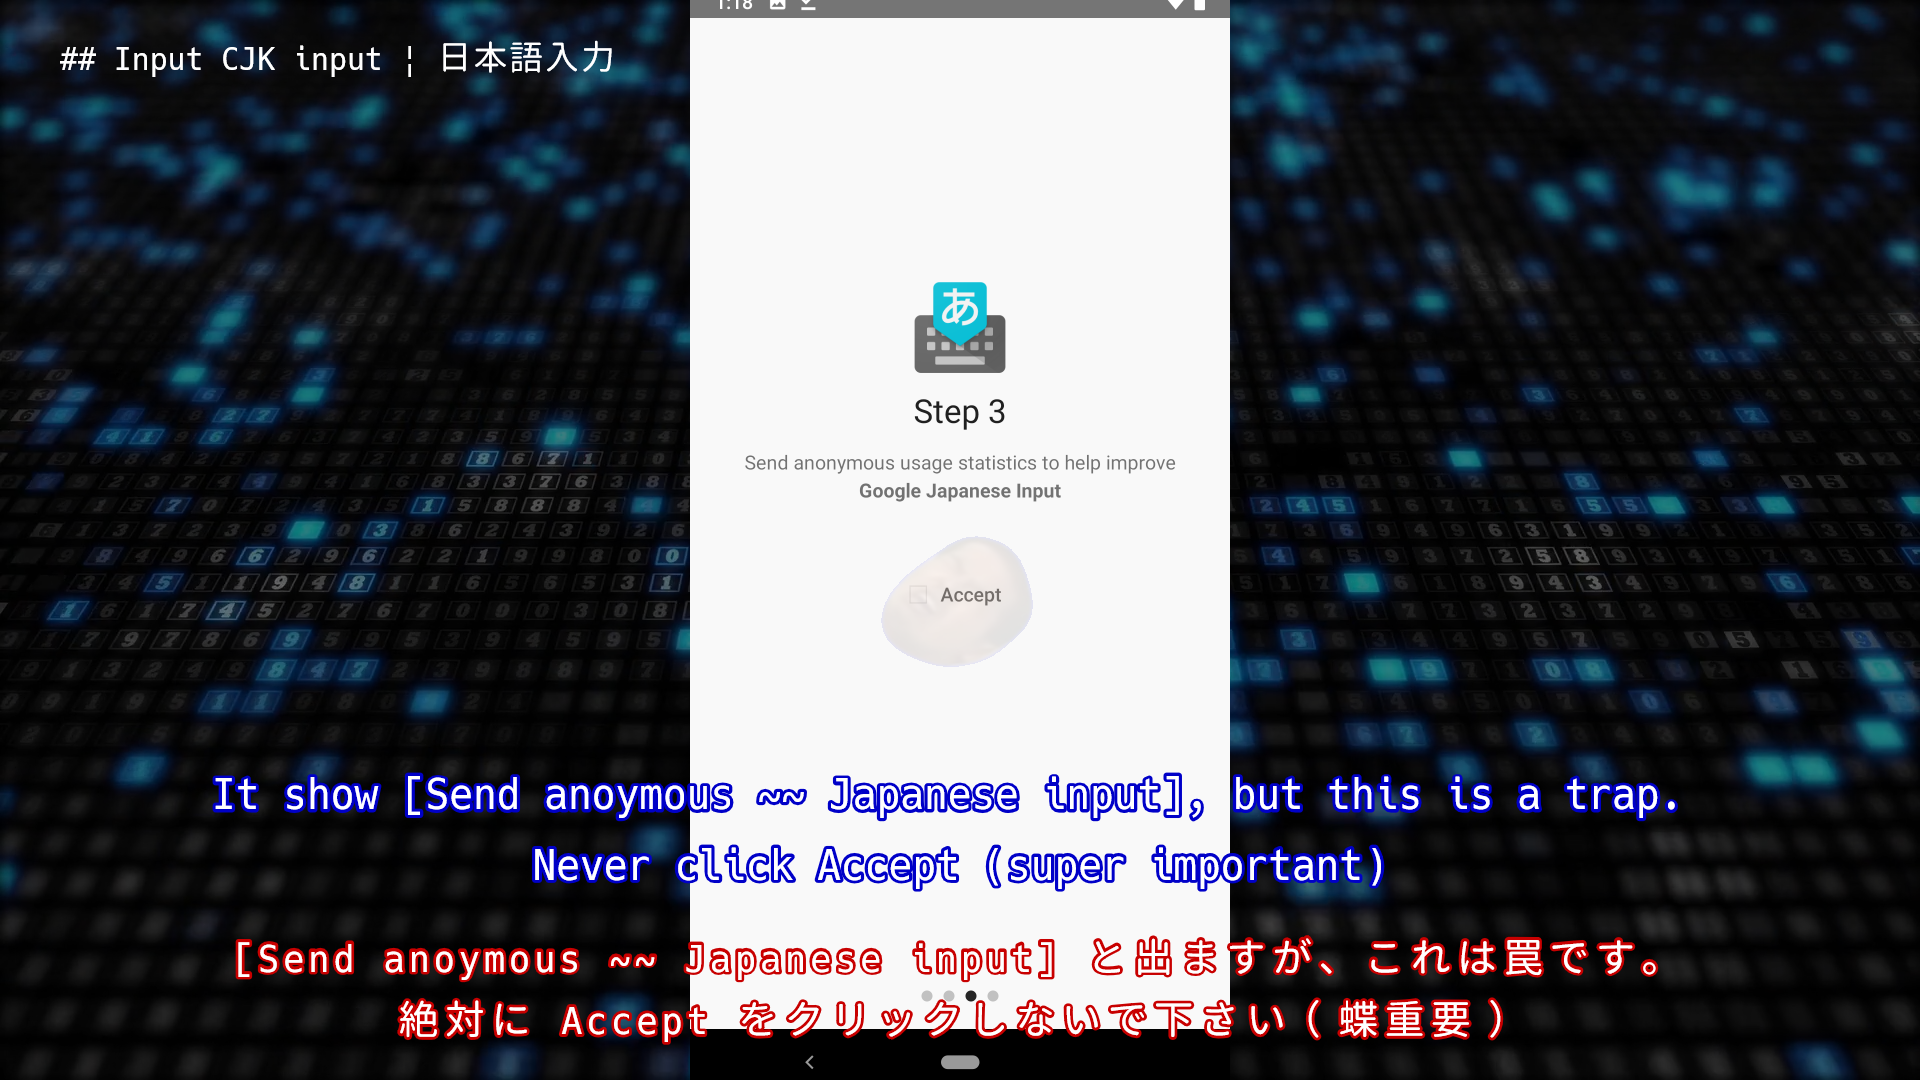 ## Input CJK input ¦ 日本語入力
1:18
あ
Step 3
Send anonymous usage statistics to help improve
Google Japanese Input
Accept
It show [Send anoymous ~~ Japanese input], but this is a trap.
Never click Accept (super important)
[Send anoymous ~~ Japanese input] と出ますが、これは罠です。
絶対に Accept をクリックしないで下さい（蝶重要）